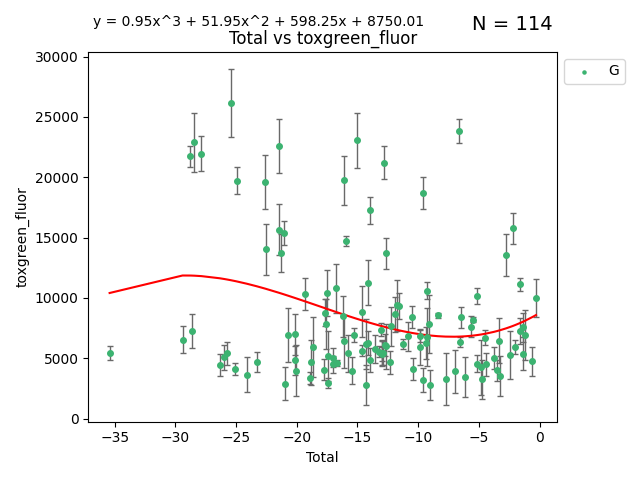 y = 0.95x^3 + 51.95x^2 + 598.25x + 8750.01
N = 114
Total vs toxgreen_fluor
G
30000
25000
20000
15000
10000
5000
0
toxgreen_fluor
−35 −30 −25 −20 −15 −10 −5 0
Total